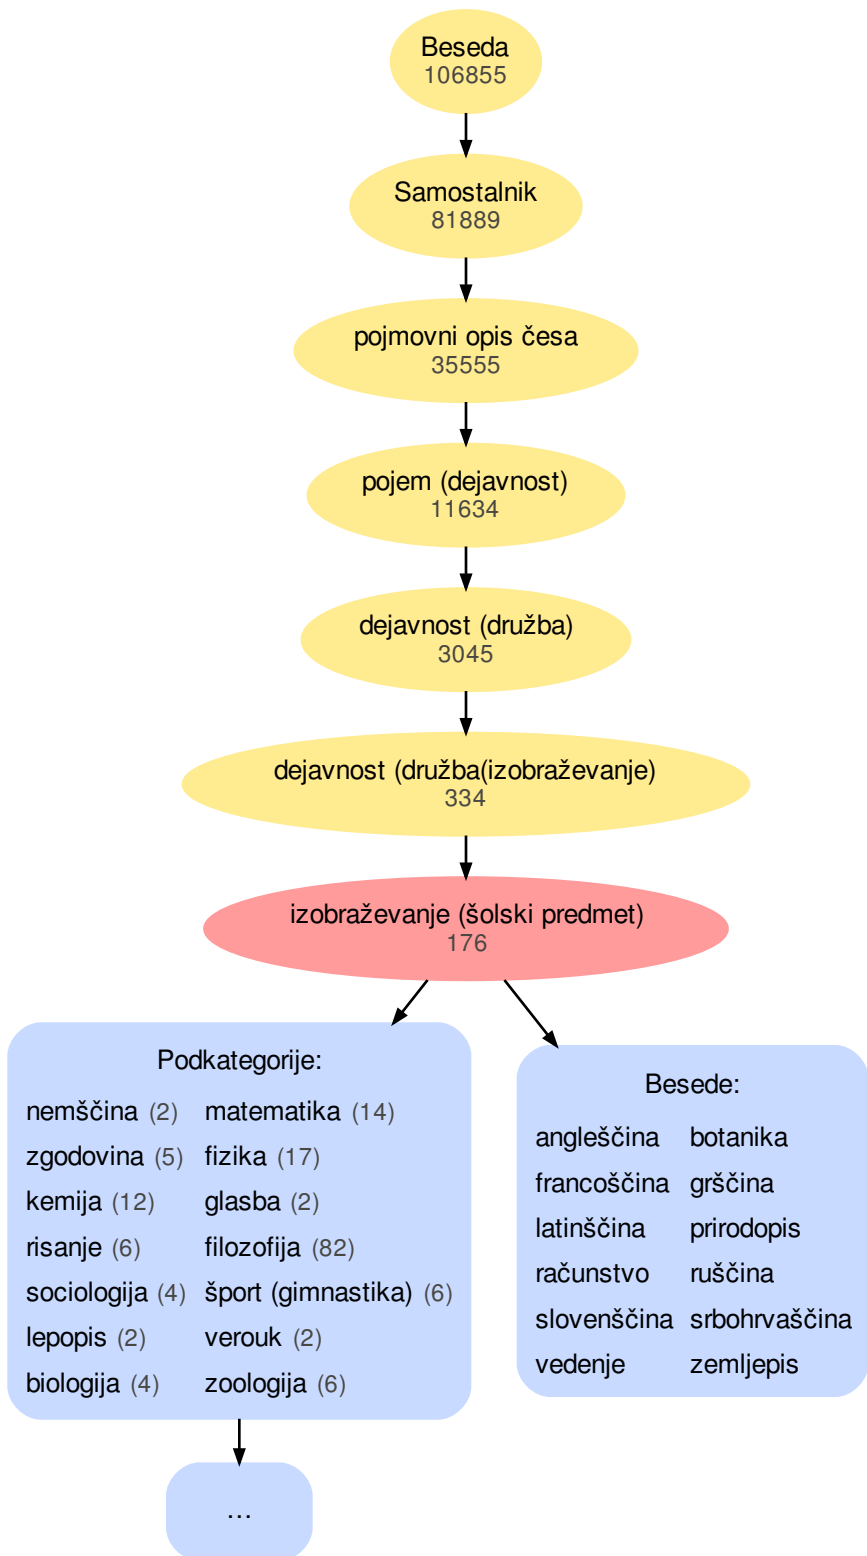 Beseda
106855
Samostalnik
81889
pojmovni opis česa
35555
pojem (dejavnost)
11634
dejavnost (družba)
3045
dejavnost (družba(izobraževanje)
334
izobraževanje (šolski predmet)
176
Podkategorije:
nemščina (2) matematika (14)
zgodovina (5) fizika (17)
kemija (12) glasba (2)
risanje (6) filozofija (82)
sociologija (4) šport (gimnastika) (6)
lepopis (2) verouk (2)
biologija (4) zoologija (6)
...
Besede:
angleščina botanika
francoščina grščina
latinščina prirodopis
računstvo ruščina
slovenščina srbohrvaščina
vedenje zemljepis